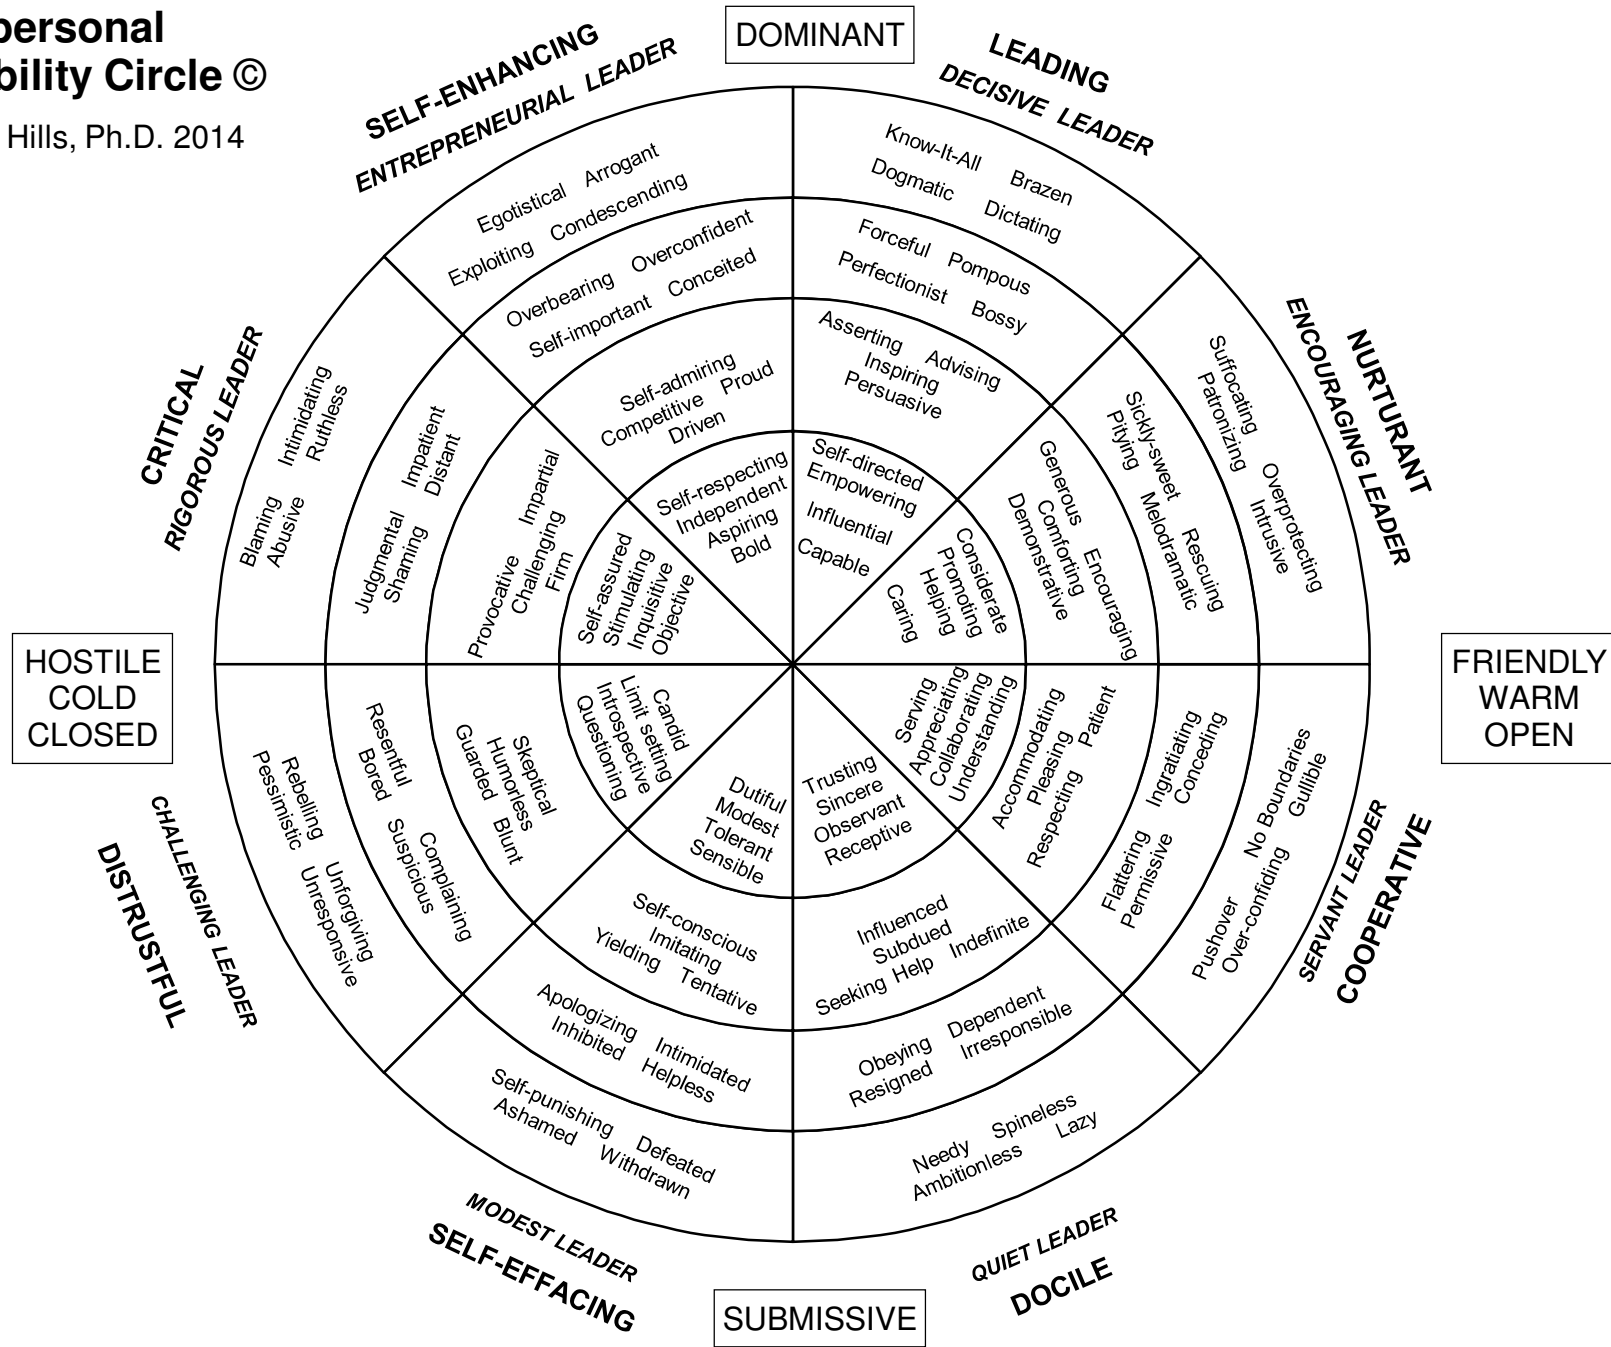 personal
bility Circle ©
Hills, Ph.D. 2014
DOMINANT
SELF-ENHANCING
ENTREPRENEURIAL LEADER
Egotistical Arrogant
Exploiting Condescending
Overbearing Overconfident
Self-important Conceited
Self-admiring
Competitive Proud
Driven
Self-respecting
Independent
Aspiring
Bold
LEADING
DECISIVE LEADER
Know-It-All Brazen
Dogmatic Dictating
Forceful Pompous
Perfectionist Bossy
Asserting Advising
Inspiring
Persuasive
Self-directed
Empowering
Influential
Capable
NURTURANT
ENCOURAGING LEADER
Suffocating Overprotecting
Patronizing Intrusive
Sickly-sweet Rescuing
Pitying Melodramatic
Generous Encouraging
Comforting
Demonstrative
Considerate
Promoting
Helping
Caring
FRIENDLY
WARM
OPEN
Serving
Appreciating
Collaborating
Understanding
Accommodating
Pleasing Patient
Respecting
Ingratiating
Flattering Conceding
Permissive
No Boundaries
Pushover Gullible
Over-confiding
SERVANT LEADER
COOPERATIVE
Trusting
Sincere
Observant
Receptive
Influenced
Subdued
Seeking Help Indefinite
Obeying Dependent
Resigned Irresponsible
Needy Spineless
Ambitionless Lazy
QUIET LEADER
DOCILE
SUBMISSIVE
Dutiful
Modest
Tolerant
Sensible
Self-conscious
Imitating
Yielding Tentative
Apologizing Intimidated
Inhibited Helpless
Self-punishing Defeated
Ashamed Withdrawn
MODEST LEADER
SELF-EFFACING
Candid
Limit setting
Introspective
Questioning
Skeptical
Humorless
Guarded Blunt
Resentful Complaining
Bored Suspicious
Rebelling Unforgiving
Pessimistic Unresponsive
CHALLENGING LEADER
DISTRUSTFUL
HOSTILE
COLD
CLOSED
CRITICAL
RIGOROUS LEADER
Blaming Intimidating
Abusive Ruthless
Judgmental Impatient
Shaming Distant
Provocative Impartial
Challenging
Firm
Self-assured
Stimulating
Inquisitive
Objective